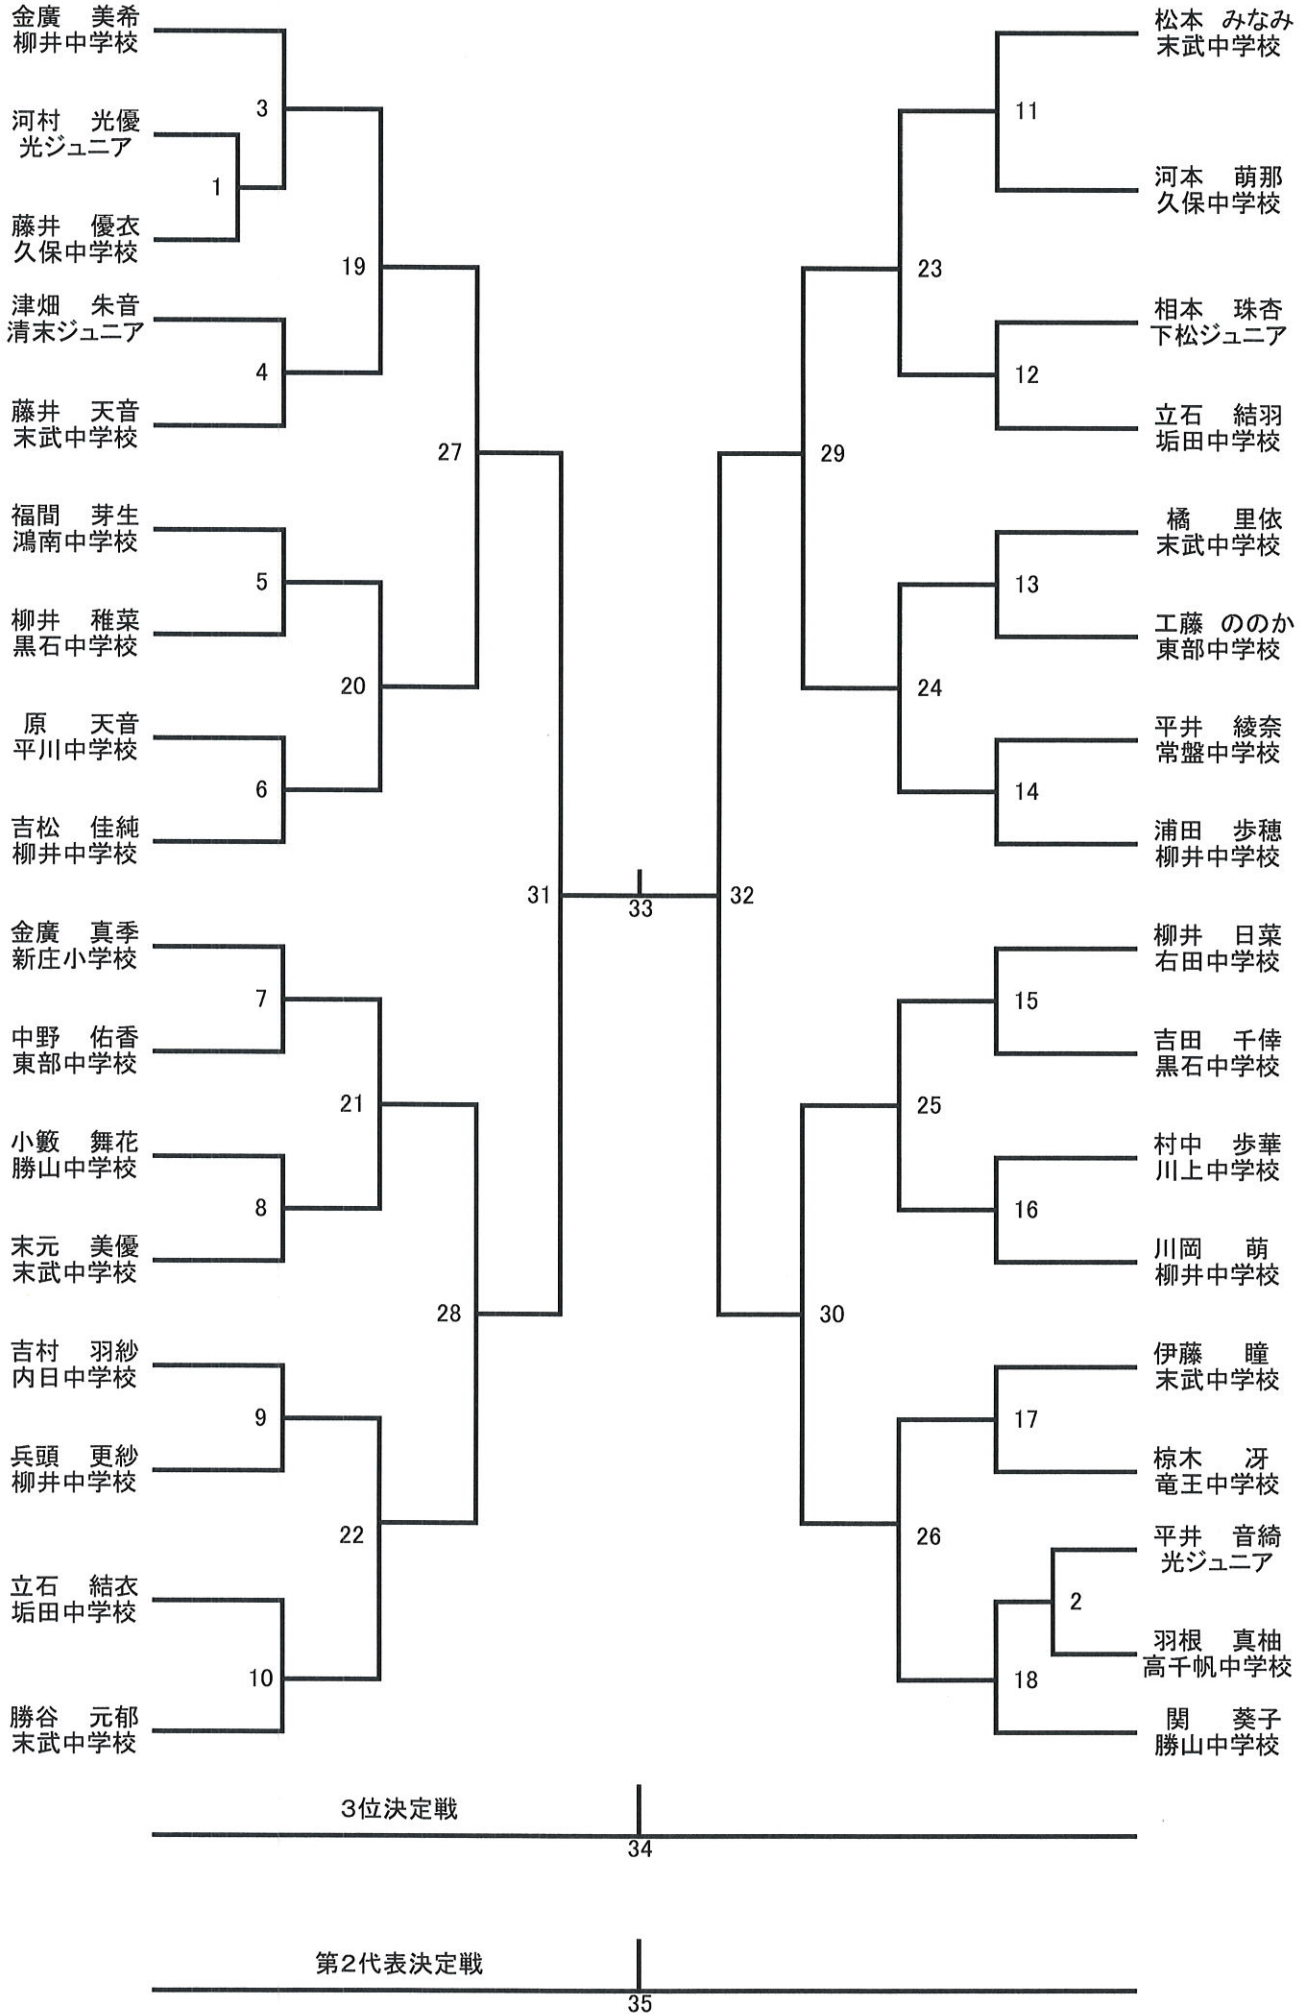 金廣 美希
柳井中学校
3
河村 光優
光ジュニア
1
藤井 優衣
久保中学校
19
津畑 朱音
清末ジュニア
4
藤井 天音
末武中学校
27
福間 芽生
鴻南中学校
5
柳井 稚菜
黒石中学校
20
原 天音
平川中学校
6
吉松 佳純
柳井中学校
31
金廣 真季
新庄小学校
7
中野 佑香
東部中学校
21
小籔 舞花
勝山中学校
8
末元 美優
末武中学校
28
吉村 羽紗
内日中学校
9
兵頭 更紗
柳井中学校
22
立石 結衣
垢田中学校
10
勝谷 元郁
末武中学校
33
松本 みなみ
末武中学校
11
河本 萌那
久保中学校
23
相本 珠杏
下松ジュニア
12
立石 結羽
垢田中学校
29
橘 里依
末武中学校
13
工藤 ののか
東部中学校
24
平井 綾奈
常盤中学校
14
浦田 歩穂
柳井中学校
32
柳井 日菜
右田中学校
15
吉田 千倖
黒石中学校
25
村中 歩華
川上中学校
16
川岡 萌
柳井中学校
30
伊藤 瞳
末武中学校
17
椋木 冴
竜王中学校
26
平井 音綺
光ジュニア
2
羽根 真柚
高千帆中学校
18
関 葵子
勝山中学校
3位決定戦
34
第2代表決定戦
35